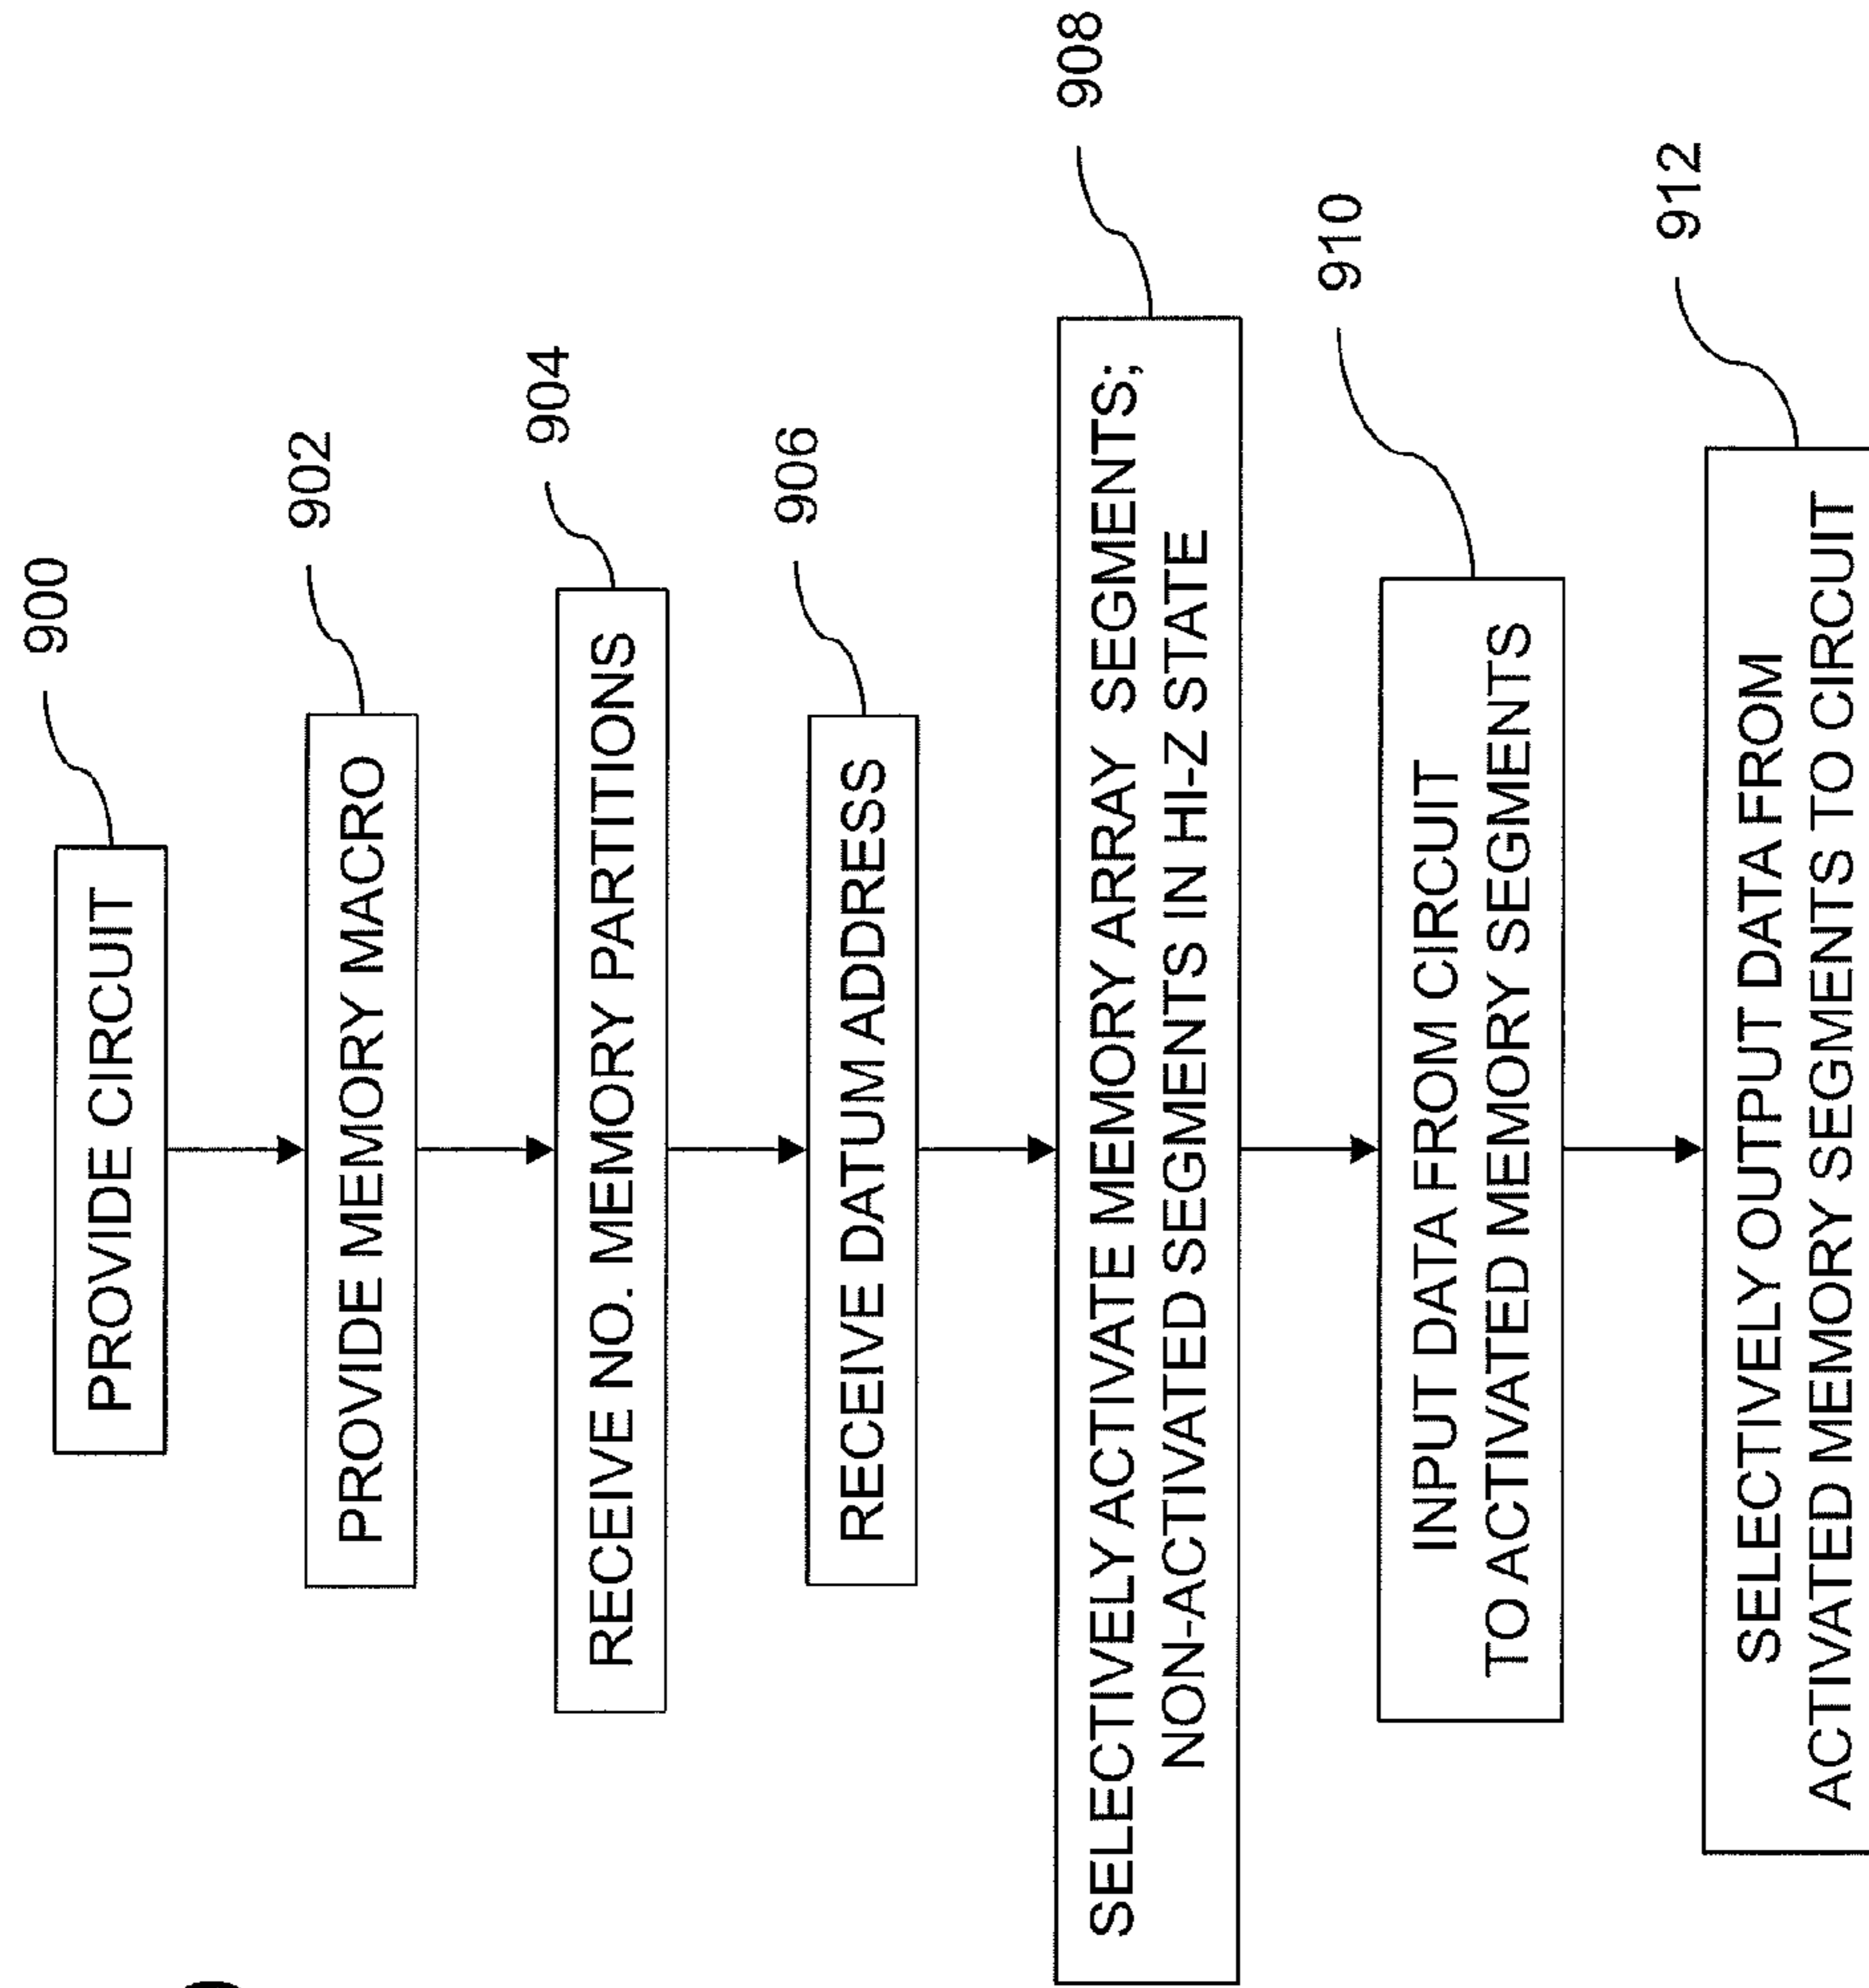 900
PROVIDE CIRCUIT
902
PROVIDE MEMORY MACRO
904
RECEIVE NO. MEMORY PARTITIONS
906
RECEIVE DATUM ADDRESS
908
SELECTIVELY ACTIVATE MEMORY ARRAY SEGMENTS;
NON-ACTIVATED SEGMENTS IN HI-Z STATE
910
INPUT DATA FROM CIRCUIT
TO ACTIVATED MEMORY SEGMENTS
912
SELECTIVELY OUTPUT DATA FROM
ACTIVATED MEMORY SEGMENTS TO CIRCUIT